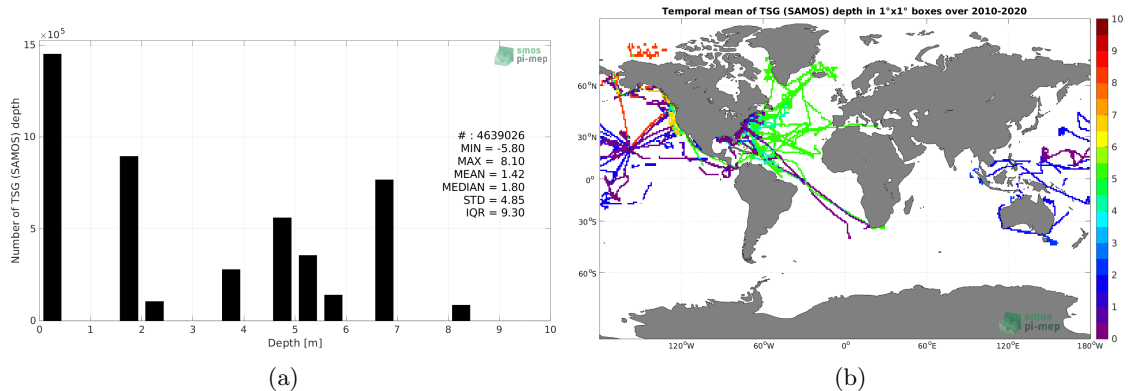 15 ×10⁵
10
5
0
Number of TSG (SAMOS) depth
smos
pi-mep
# : 4639026
MIN = -5.80
MAX = 8.10
MEAN = 1.42
MEDIAN = 1.80
STD = 4.85
IQR = 9.30
0 1 2 3 4 5 6 7 8 9 10
Depth [m]
(a)
Temporal mean of TSG (SAMOS) depth in 1°x1° boxes over 2010-2020
60°N
30°N
0°
30°S
60°S
120°W 60°W 0° 60°E 120°E 180°W
smos
pi-mep
10
9
8
7
6
5
4
3
2
1
0
(b)